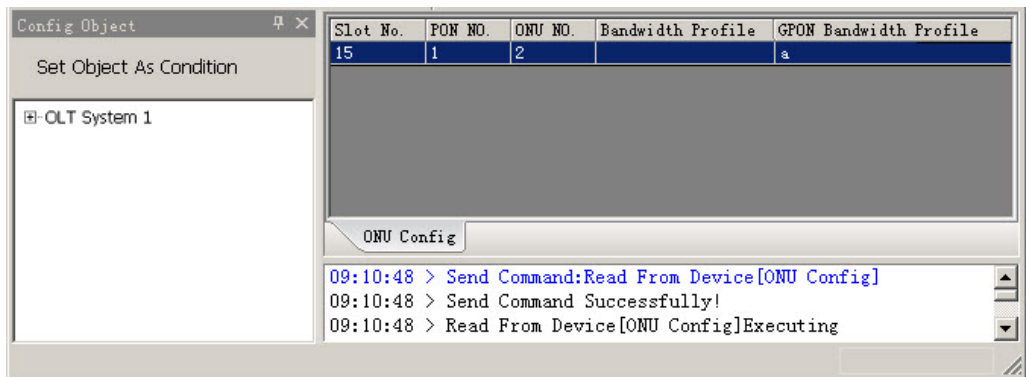 Config Object
Set Object As Condition
OLT System 1
Slot No. PON NO. ONU NO. Bandwidth Profile GPON Bandwidth Profile
15 1 2 a
ONU Config
09:10:48 > Send Command:Read From Device[ONU Config]
09:10:48 > Send Command Successfully!
09:10:48 > Read From Device[ONU Config]Executing